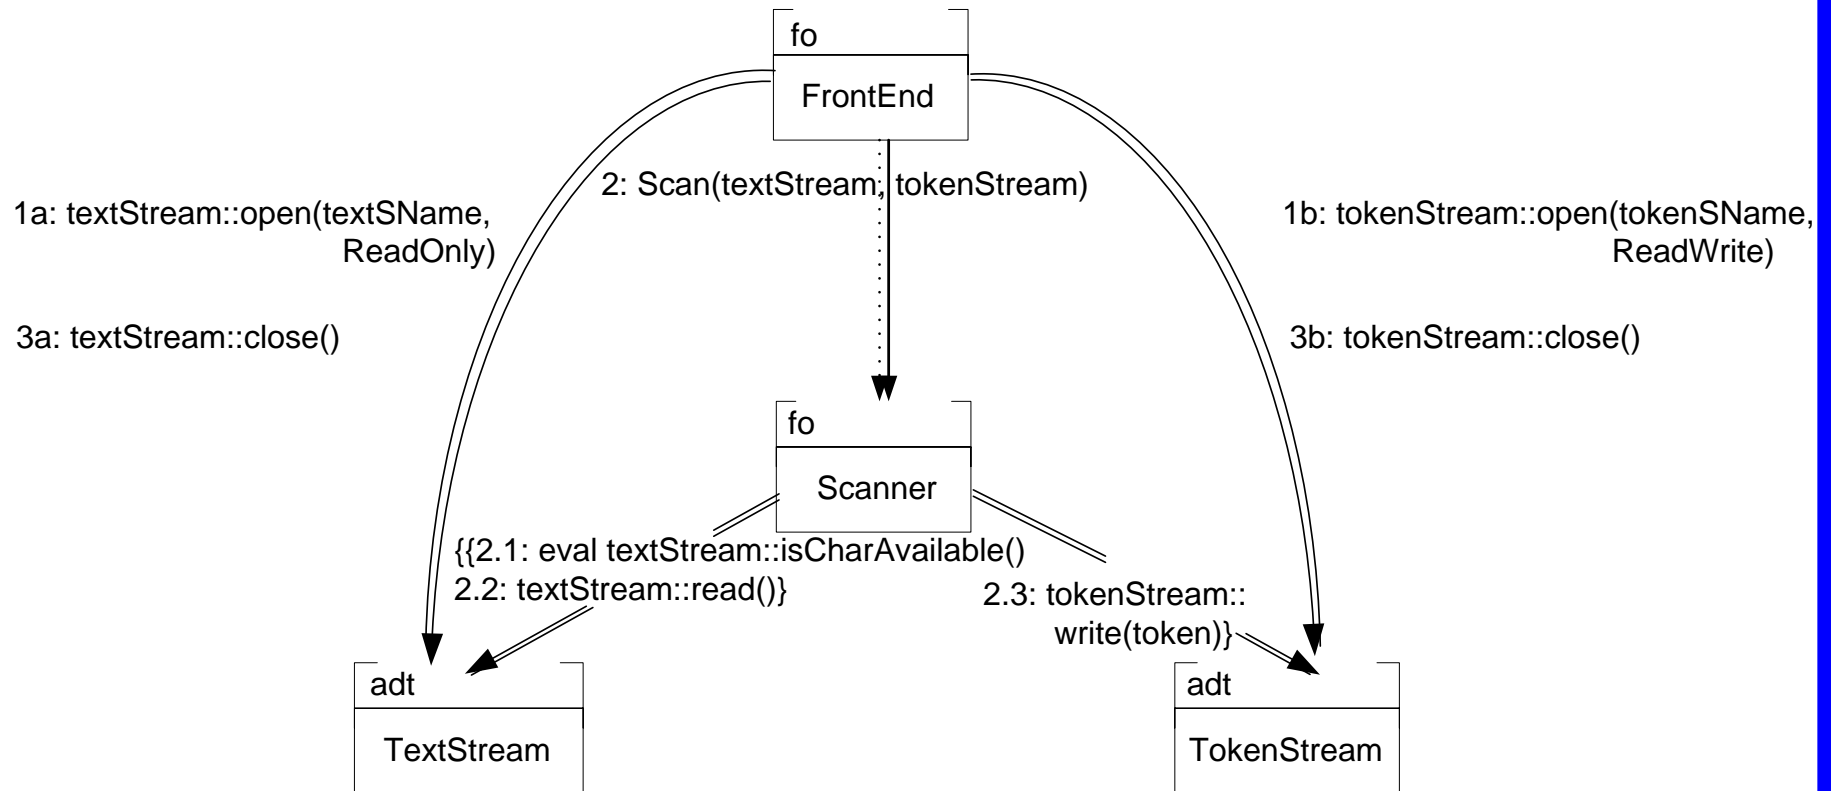 fo
FrontEnd
2: Scan(textStream, tokenStream)
1a: textStream::open(textSName,
ReadOnly)
1b: tokenStream::open(tokenSName,
ReadWrite)
3a: textStream::close()
3b: tokenStream::close()
fo
Scanner
{{2.1: eval textStream::isCharAvailable()
2.2: textStream::read()}
2.3: tokenStream::
write(token)}
adt
TextStream
adt
TokenStream